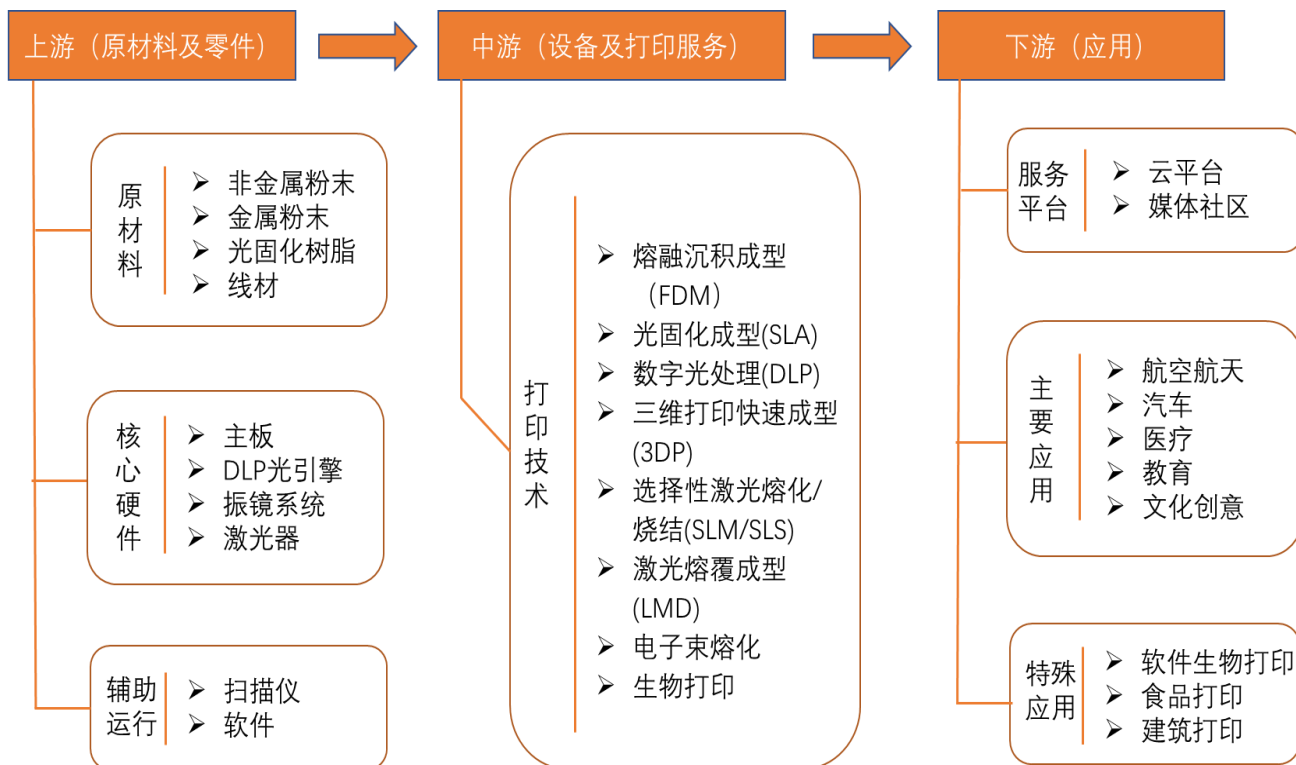 上游（原材料及零件）
中游（设备及打印服务）
下游（应用）
原材料
非金属粉末
金属粉末
光固化树脂
线材
核心硬件
主板
DLP光引擎
振镜系统
激光器
辅助
运行
扫描仪
软件
打印技术
熔融沉积成型
（FDM）
光固化成型(SLA)
数字光处理(DLP)
三维打印快速成型
(3DP)
选择性激光熔化/
烧结(SLM/SLS)
激光熔覆成型
(LMD)
电子束熔化
生物打印
服务
平台
云平台
媒体社区
主要应用
航空航天
汽车
医疗
教育
文化创意
特殊
应用
软件生物打印
食品打印
建筑打印